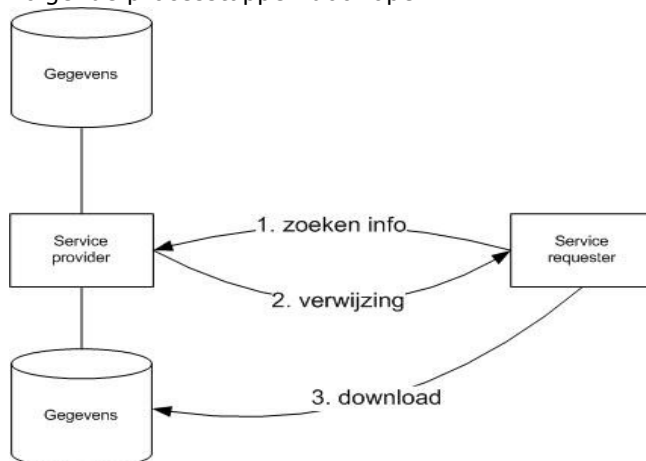 Gegevens
1. zoeken info
Service
provider
Service
requester
2. verwijzing
3. download
Gegevens